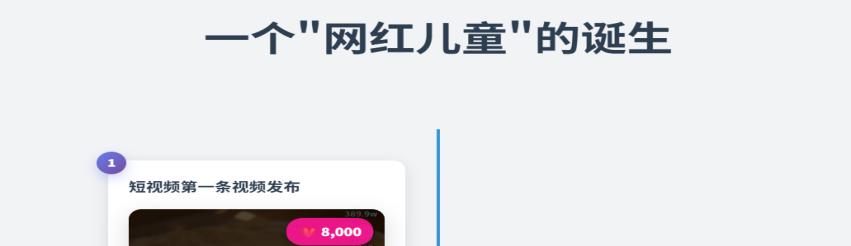 一个"网红儿童"的诞生
1
短视频第一条视频发布
389.9w
8,000